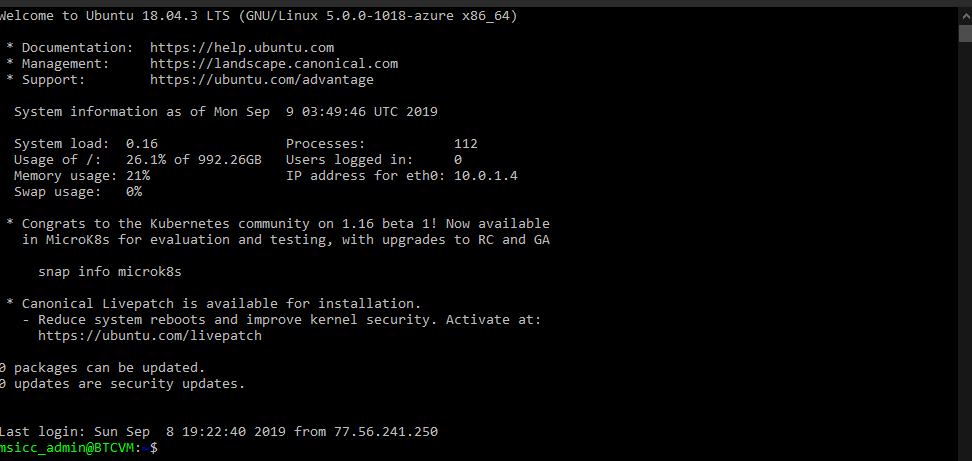 Welcome to Ubuntu 18.04.3 LTS (GNU/Linux 5.0.0-1018-azure x86_64)
* Documentation:  https://help.ubuntu.com
* Management:     https://landscape.canonical.com
* Support:        https://ubuntu.com/advantage
System information as of Mon Sep  9 03:49:46 UTC 2019
System load:  0.16                Processes:           112
Usage of /:   26.1% of 992.26GB   Users logged in:     0
Memory usage: 21%                 IP address for eth0: 10.0.1.4
Swap usage:   0%
* Congrats to the Kubernetes community on 1.16 beta 1! Now available
in MicroK8s for evaluation and testing, with upgrades to RC and GA
snap info microk8s
* Canonical Livepatch is available for installation.
- Reduce system reboots and improve kernel security. Activate at:
https://ubuntu.com/livepatch
0 packages can be updated.
0 updates are security updates.
Last login: Sun Sep  8 19:22:40 2019 from 77.56.241.250
msicc_admin@BTCVM:~$